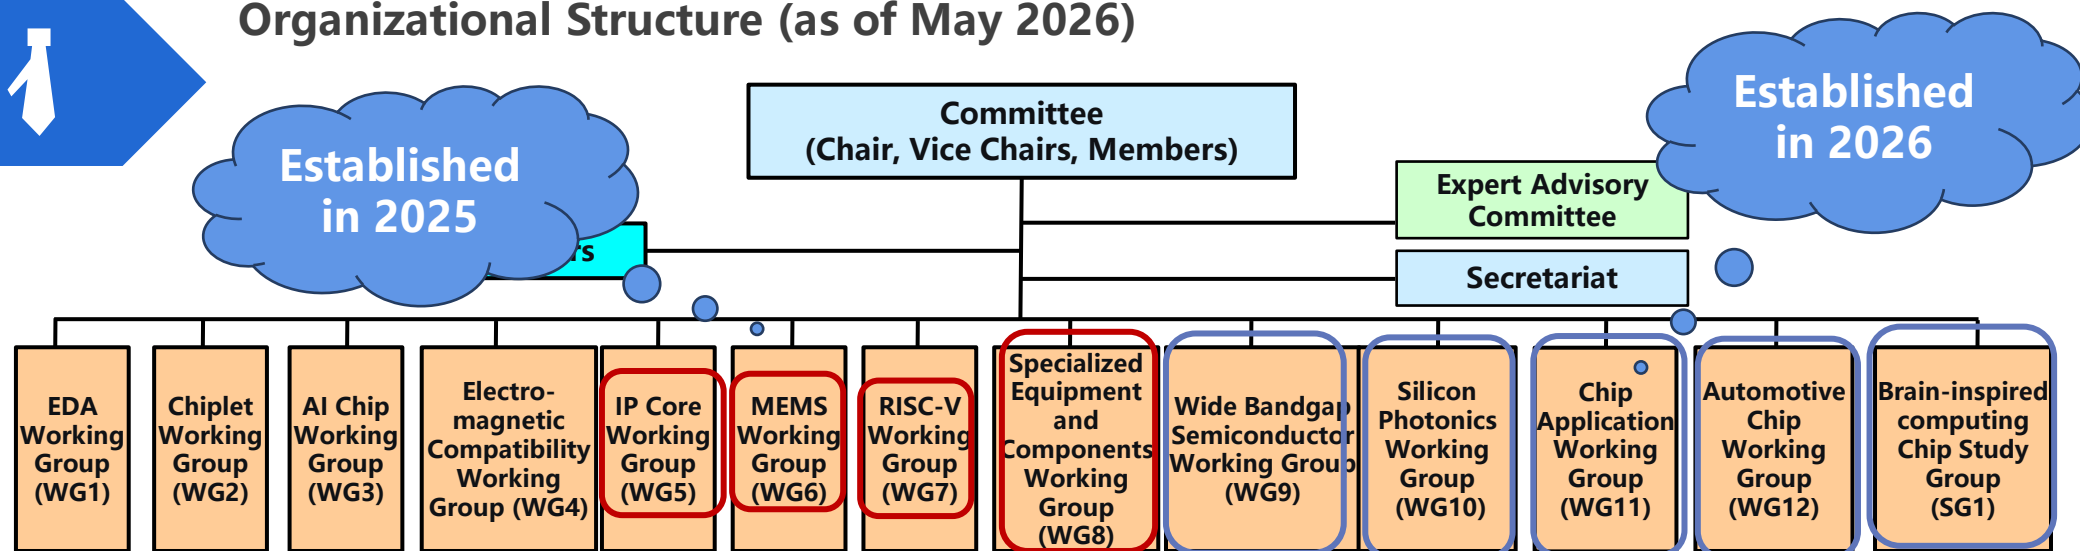 Organizational Structure (as of May 2026)
Established
in 2025
Committee
(Chair, Vice Chairs, Members)
Established
in 2026
Expert Advisory
Committee
Secretariat
EDA
Working
Group
(WG1)
Chiplet
Working
Group
(WG2)
AI Chip
Working
Group
(WG3)
Electro-
magnetic
Compatibility
Working
Group (WG4)
IP Core
Working
Group
(WG5)
MEMS
Working
Group
(WG6)
RISC-V
Working
Group
(WG7)
Specialized
Equipment
and
Components
Working
Group
(WG8)
Wide Bandgap
Semiconductor
Working Group
(WG9)
Silicon
Photonics
Working
Group
(WG10)
Chip
Application
Working
Group
(WG11)
Automotive
Chip
Working
Group
(WG12)
Brain-inspired
computing
Chip Study
Group
(SG1)